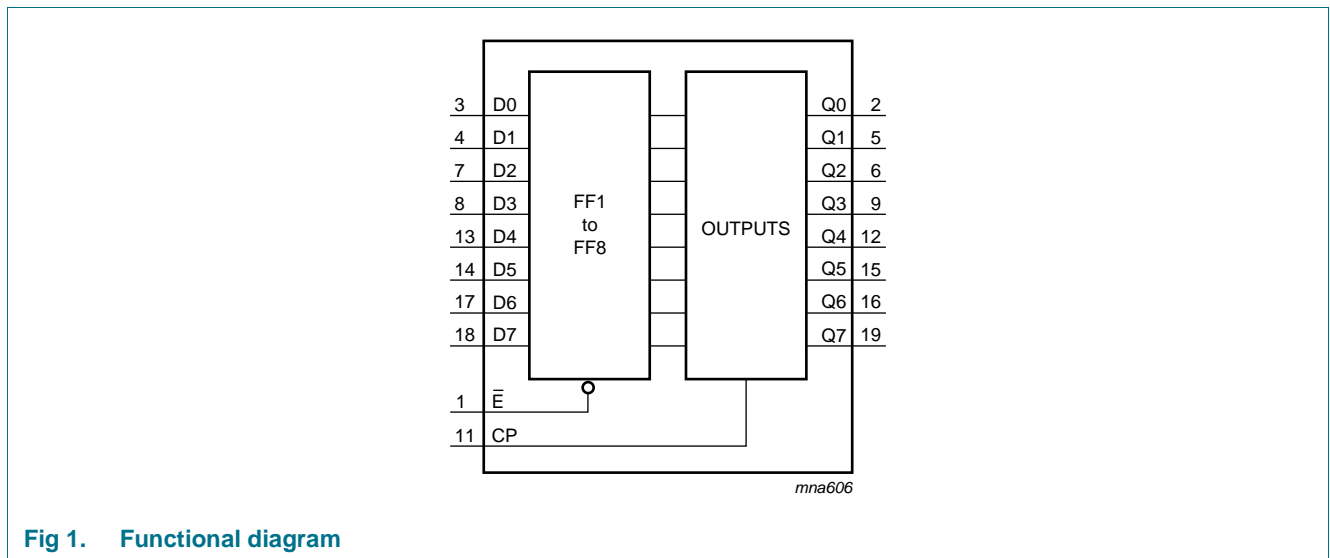 3 D0 Q0 2
4 D1 Q1 5
7 D2 Q2 6
8 D3 FF1 Q3 9
to OUTPUTS
13 D4 FF8 Q4 12
14 D5 Q5 15
17 D6 Q6 16
18 D7 Q7 19
1 E̅
11 CP
mna606
Fig 1. Functional diagram